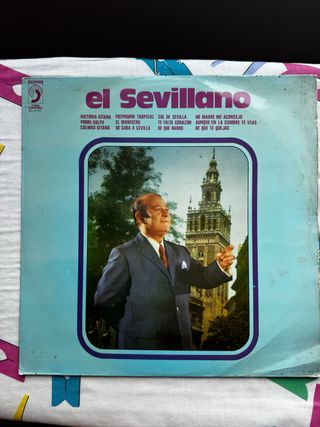 el Sevillano
HISTORIA GITANA
POBRE GOLFO
COLMAO GITANO
POTPOURRI TROPICAL
EL MANISERO
DE CUBA A SEVILLA
SOL DE SEVILLA
TE FALTO CORAZON
DE QUE BARRO
MI MADRE ME ACONSEJO
AUNQUE EN LA CUMBRE TE VEAS
DE QUE TE QUEJAS